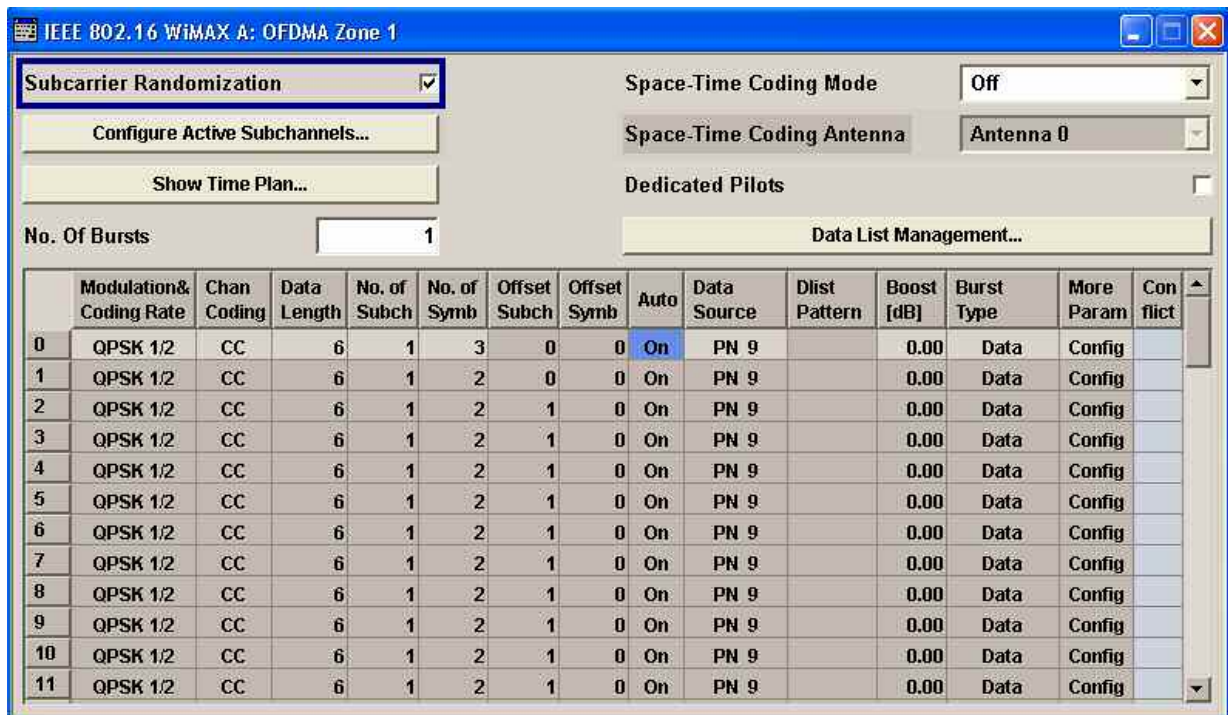 IEEE 802.16 WiMAX A: OFDMA Zone 1
Subcarrier Randomization
Space-Time Coding Mode Off
Configure Active Subchannels...
Space-Time Coding Antenna Antenna 0
Show Time Plan...
Dedicated Pilots
No. Of Bursts 1
Data List Management...
Modulation& Chan Data No. of No. of Offset Offset Auto Data Dlist Boost Burst More Con
Coding Rate Coding Length Subch Symb Subch Symb Source Pattern [dB] Type Param flict
0 QPSK 1/2 CC 6 1 3 0 0 On PN 9 0.00 Data Config
1 QPSK 1/2 CC 6 1 2 0 0 On PN 9 0.00 Data Config
2 QPSK 1/2 CC 6 1 2 1 0 On PN 9 0.00 Data Config
3 QPSK 1/2 CC 6 1 2 1 0 On PN 9 0.00 Data Config
4 QPSK 1/2 CC 6 1 2 1 0 On PN 9 0.00 Data Config
5 QPSK 1/2 CC 6 1 2 1 0 On PN 9 0.00 Data Config
6 QPSK 1/2 CC 6 1 2 1 0 On PN 9 0.00 Data Config
7 QPSK 1/2 CC 6 1 2 1 0 On PN 9 0.00 Data Config
8 QPSK 1/2 CC 6 1 2 1 0 On PN 9 0.00 Data Config
9 QPSK 1/2 CC 6 1 2 1 0 On PN 9 0.00 Data Config
10 QPSK 1/2 CC 6 1 2 1 0 On PN 9 0.00 Data Config
11 QPSK 1/2 CC 6 1 2 1 0 On PN 9 0.00 Data Config